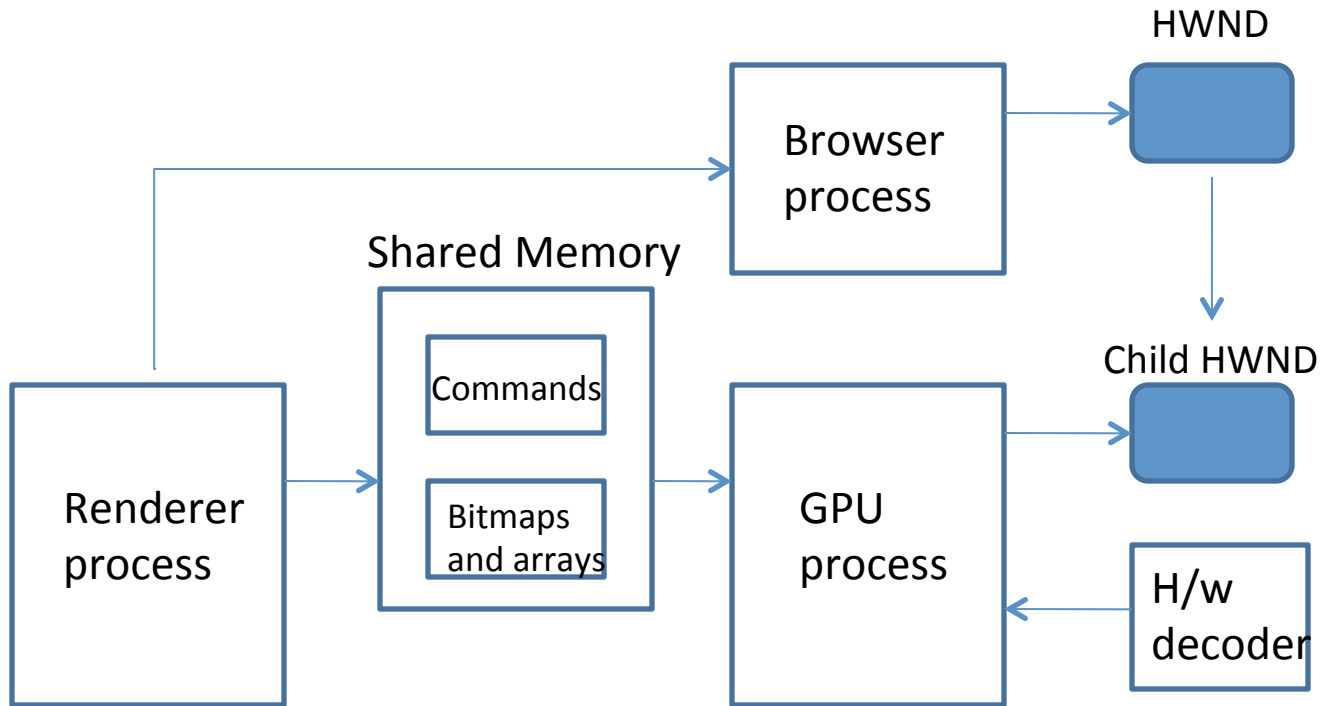 HWND
Browser
process
Shared Memory
Commands
Bitmaps
and arrays
Renderer
process
GPU
process
Child HWND
H/w
decoder